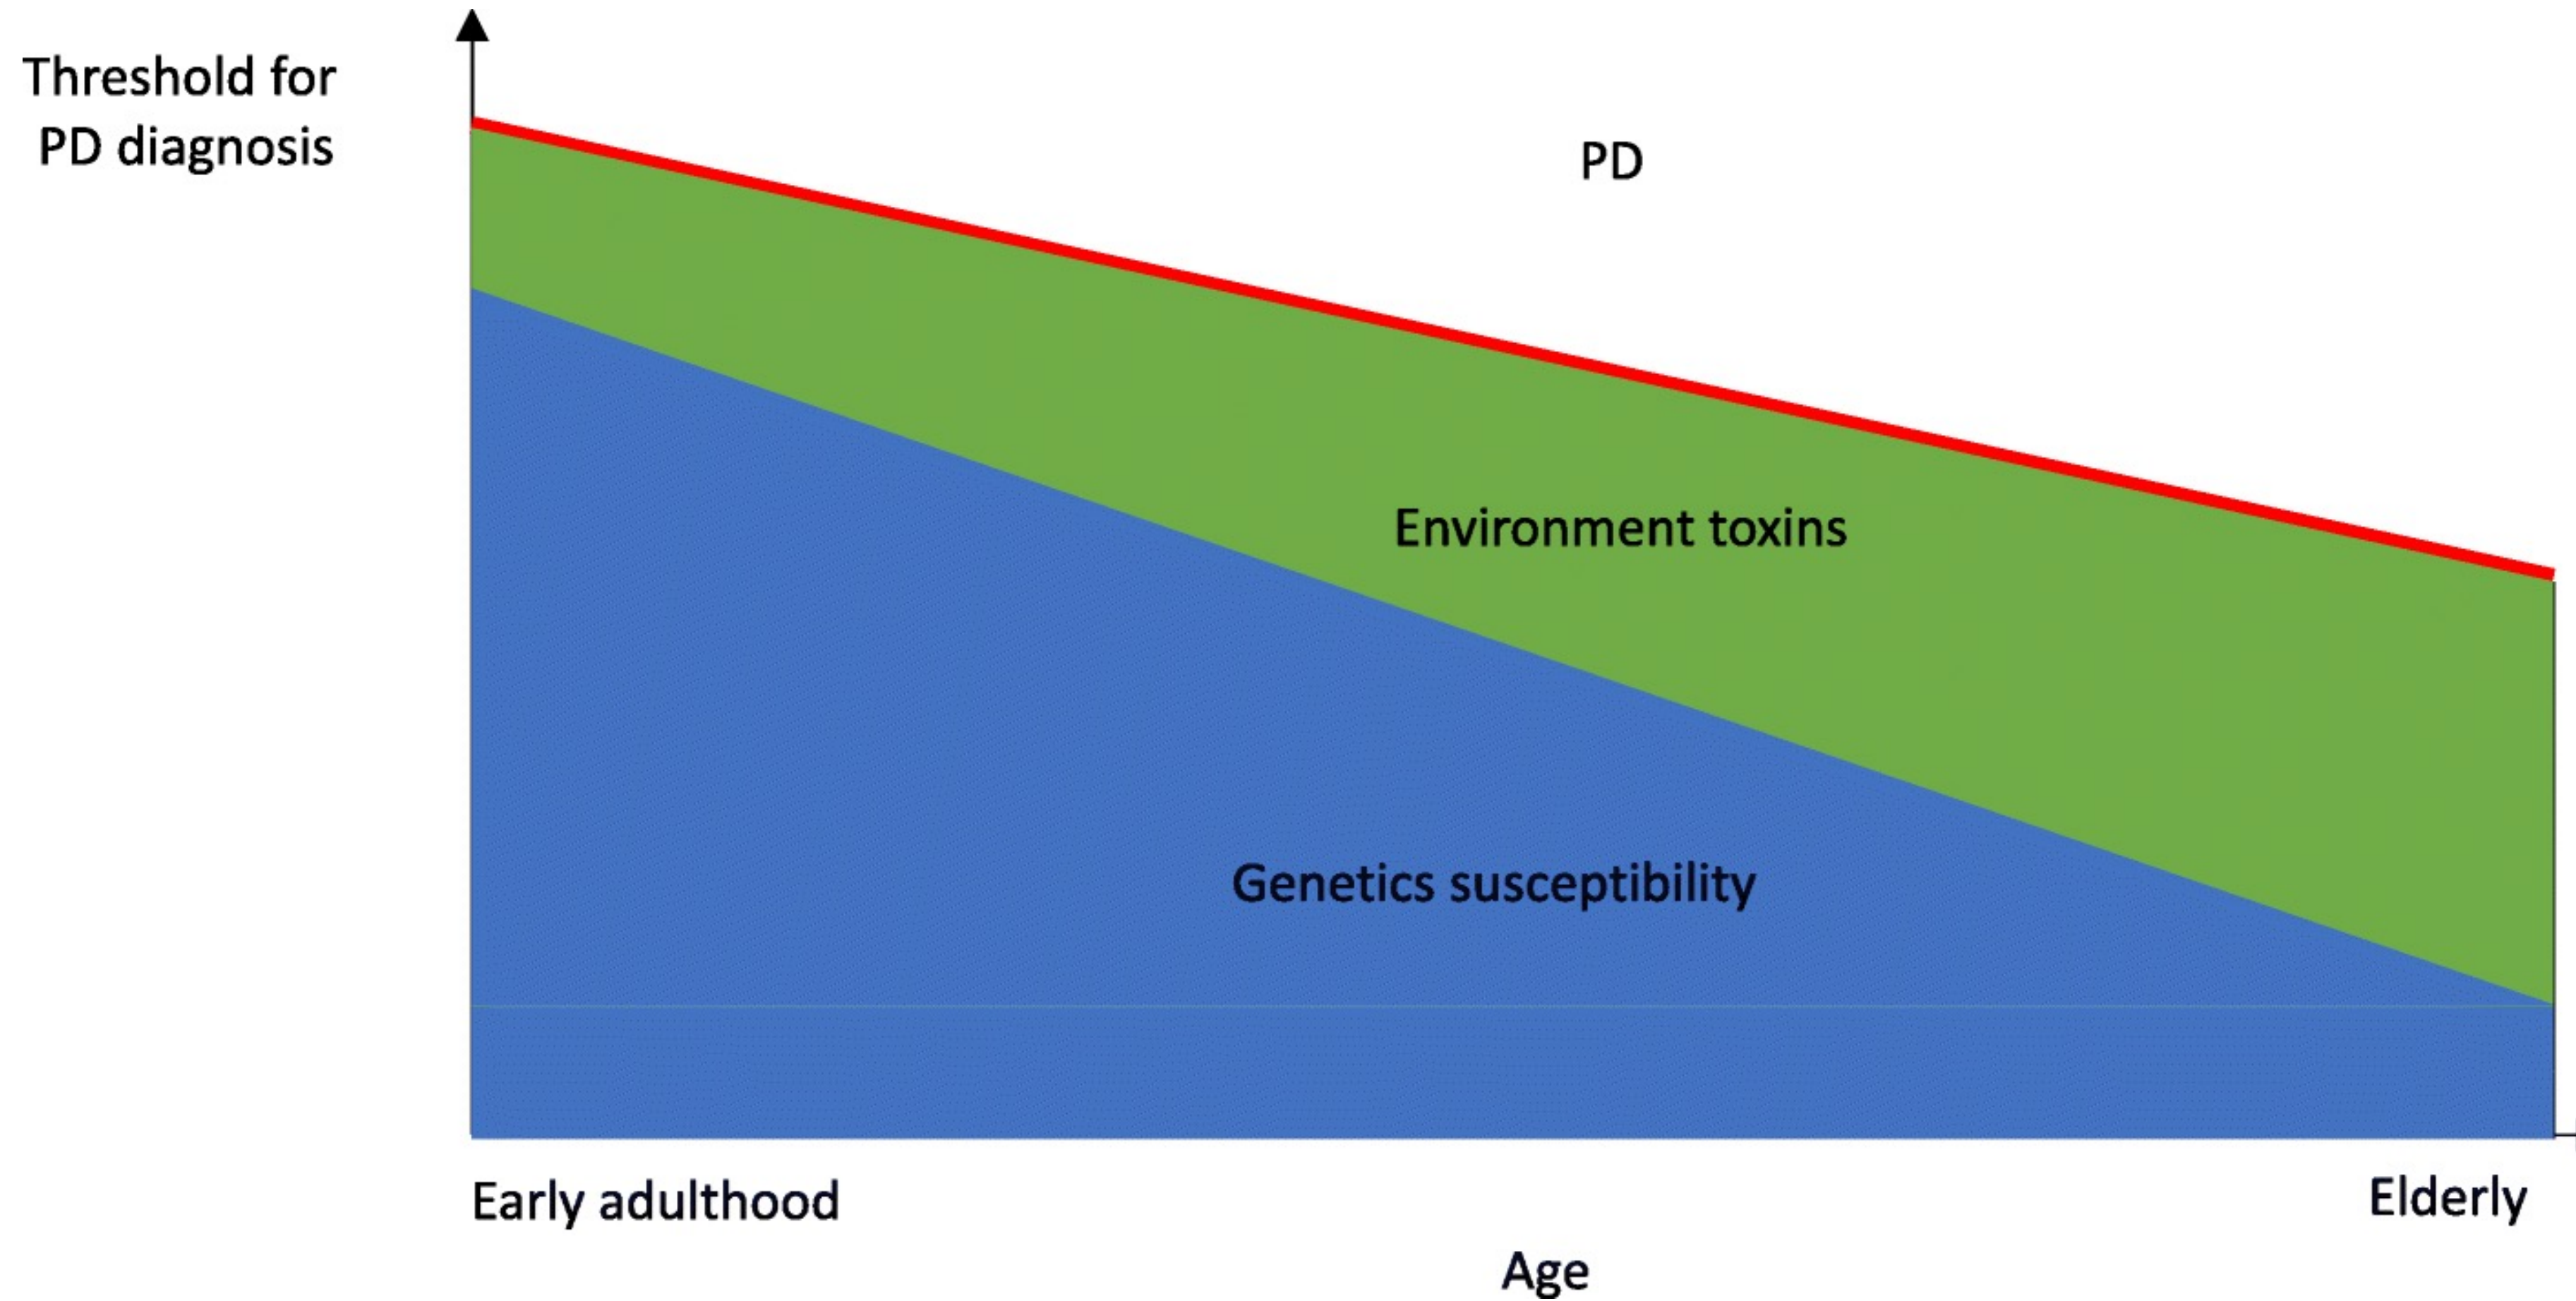 Threshold for
PD diagnosis
PD
Environment toxins
Genetics susceptibility
Early adulthood
Elderly
Age